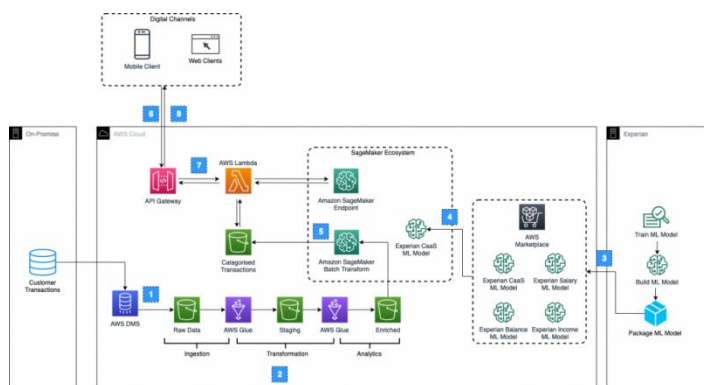 Digital Channels
Mobile Client
Web Clients
6
8
On-Premise
AWS Cloud
Experian
SageMaker Ecosystem
7
AWS Lambda
API Gateway
Amazon SageMaker
Endpoint
4
AWS
Marketplace
Train ML Model
5
Experian CaaS
ML Model
3
Categorised
Transactions
Amazon SageMaker
Batch Transform
Experian CaaS
ML Model
Experian Salary
ML Model
Build ML Model
Customer
Transactions
1
AWS DMS
Raw Data
AWS Glue
Staging
AWS Glue
Enriched
Experian Balance
ML Model
Experian Income
ML Model
Package ML Model
Ingestion
Transformation
Analytics
2